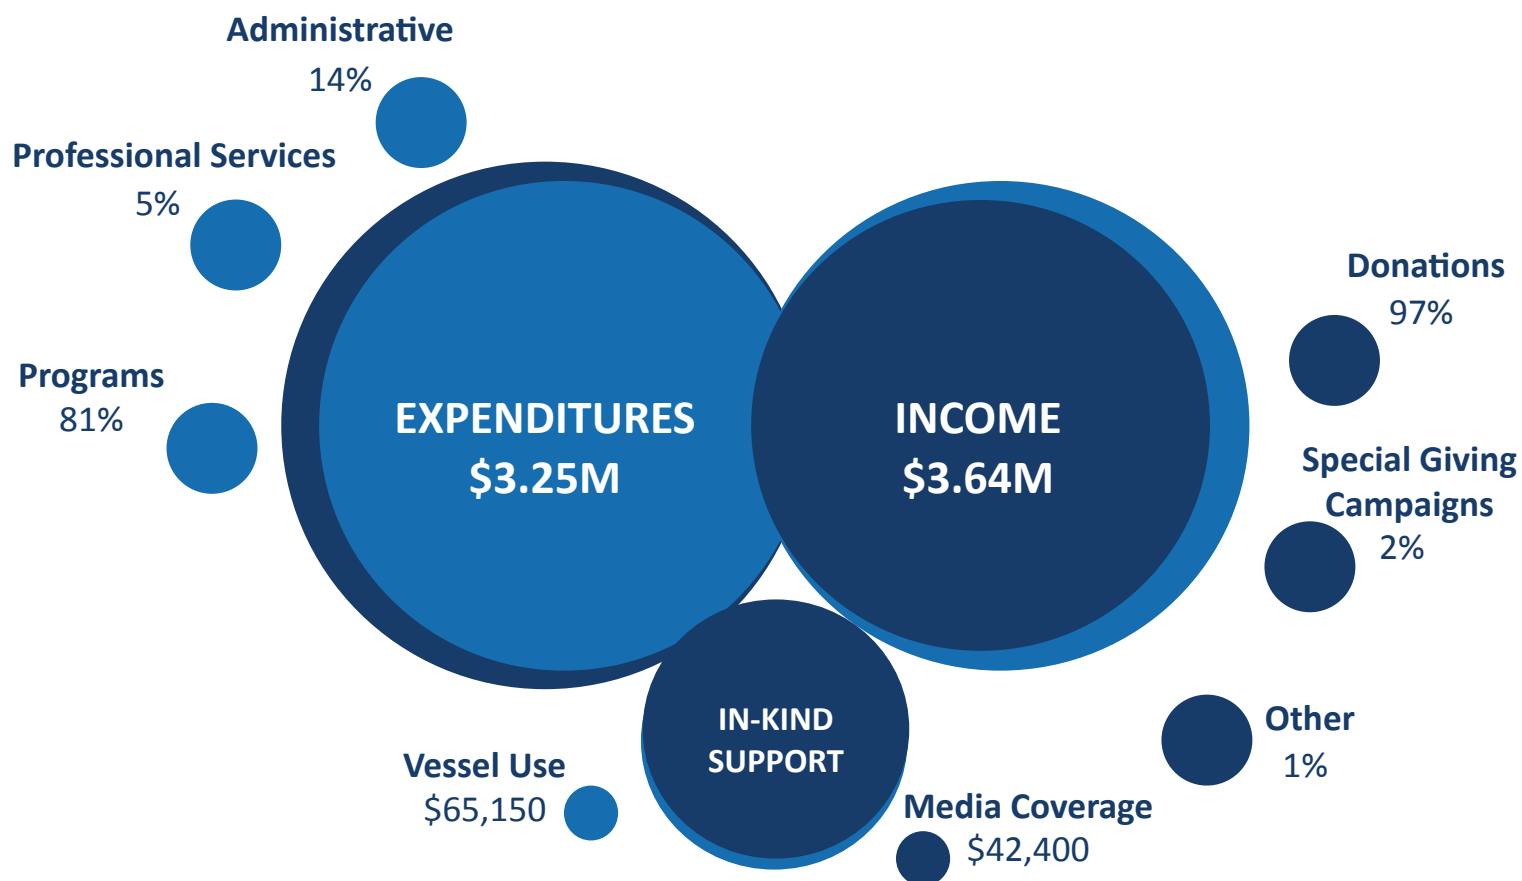 Administrative
14%
Professional Services
5%
Programs
81%
EXPENDITURES
$3.25M
INCOME
$3.64M
Donations
97%
Special Giving
Campaigns
2%
Other
1%
IN-KIND
SUPPORT
Vessel Use
$65,150
Media Coverage
$42,400